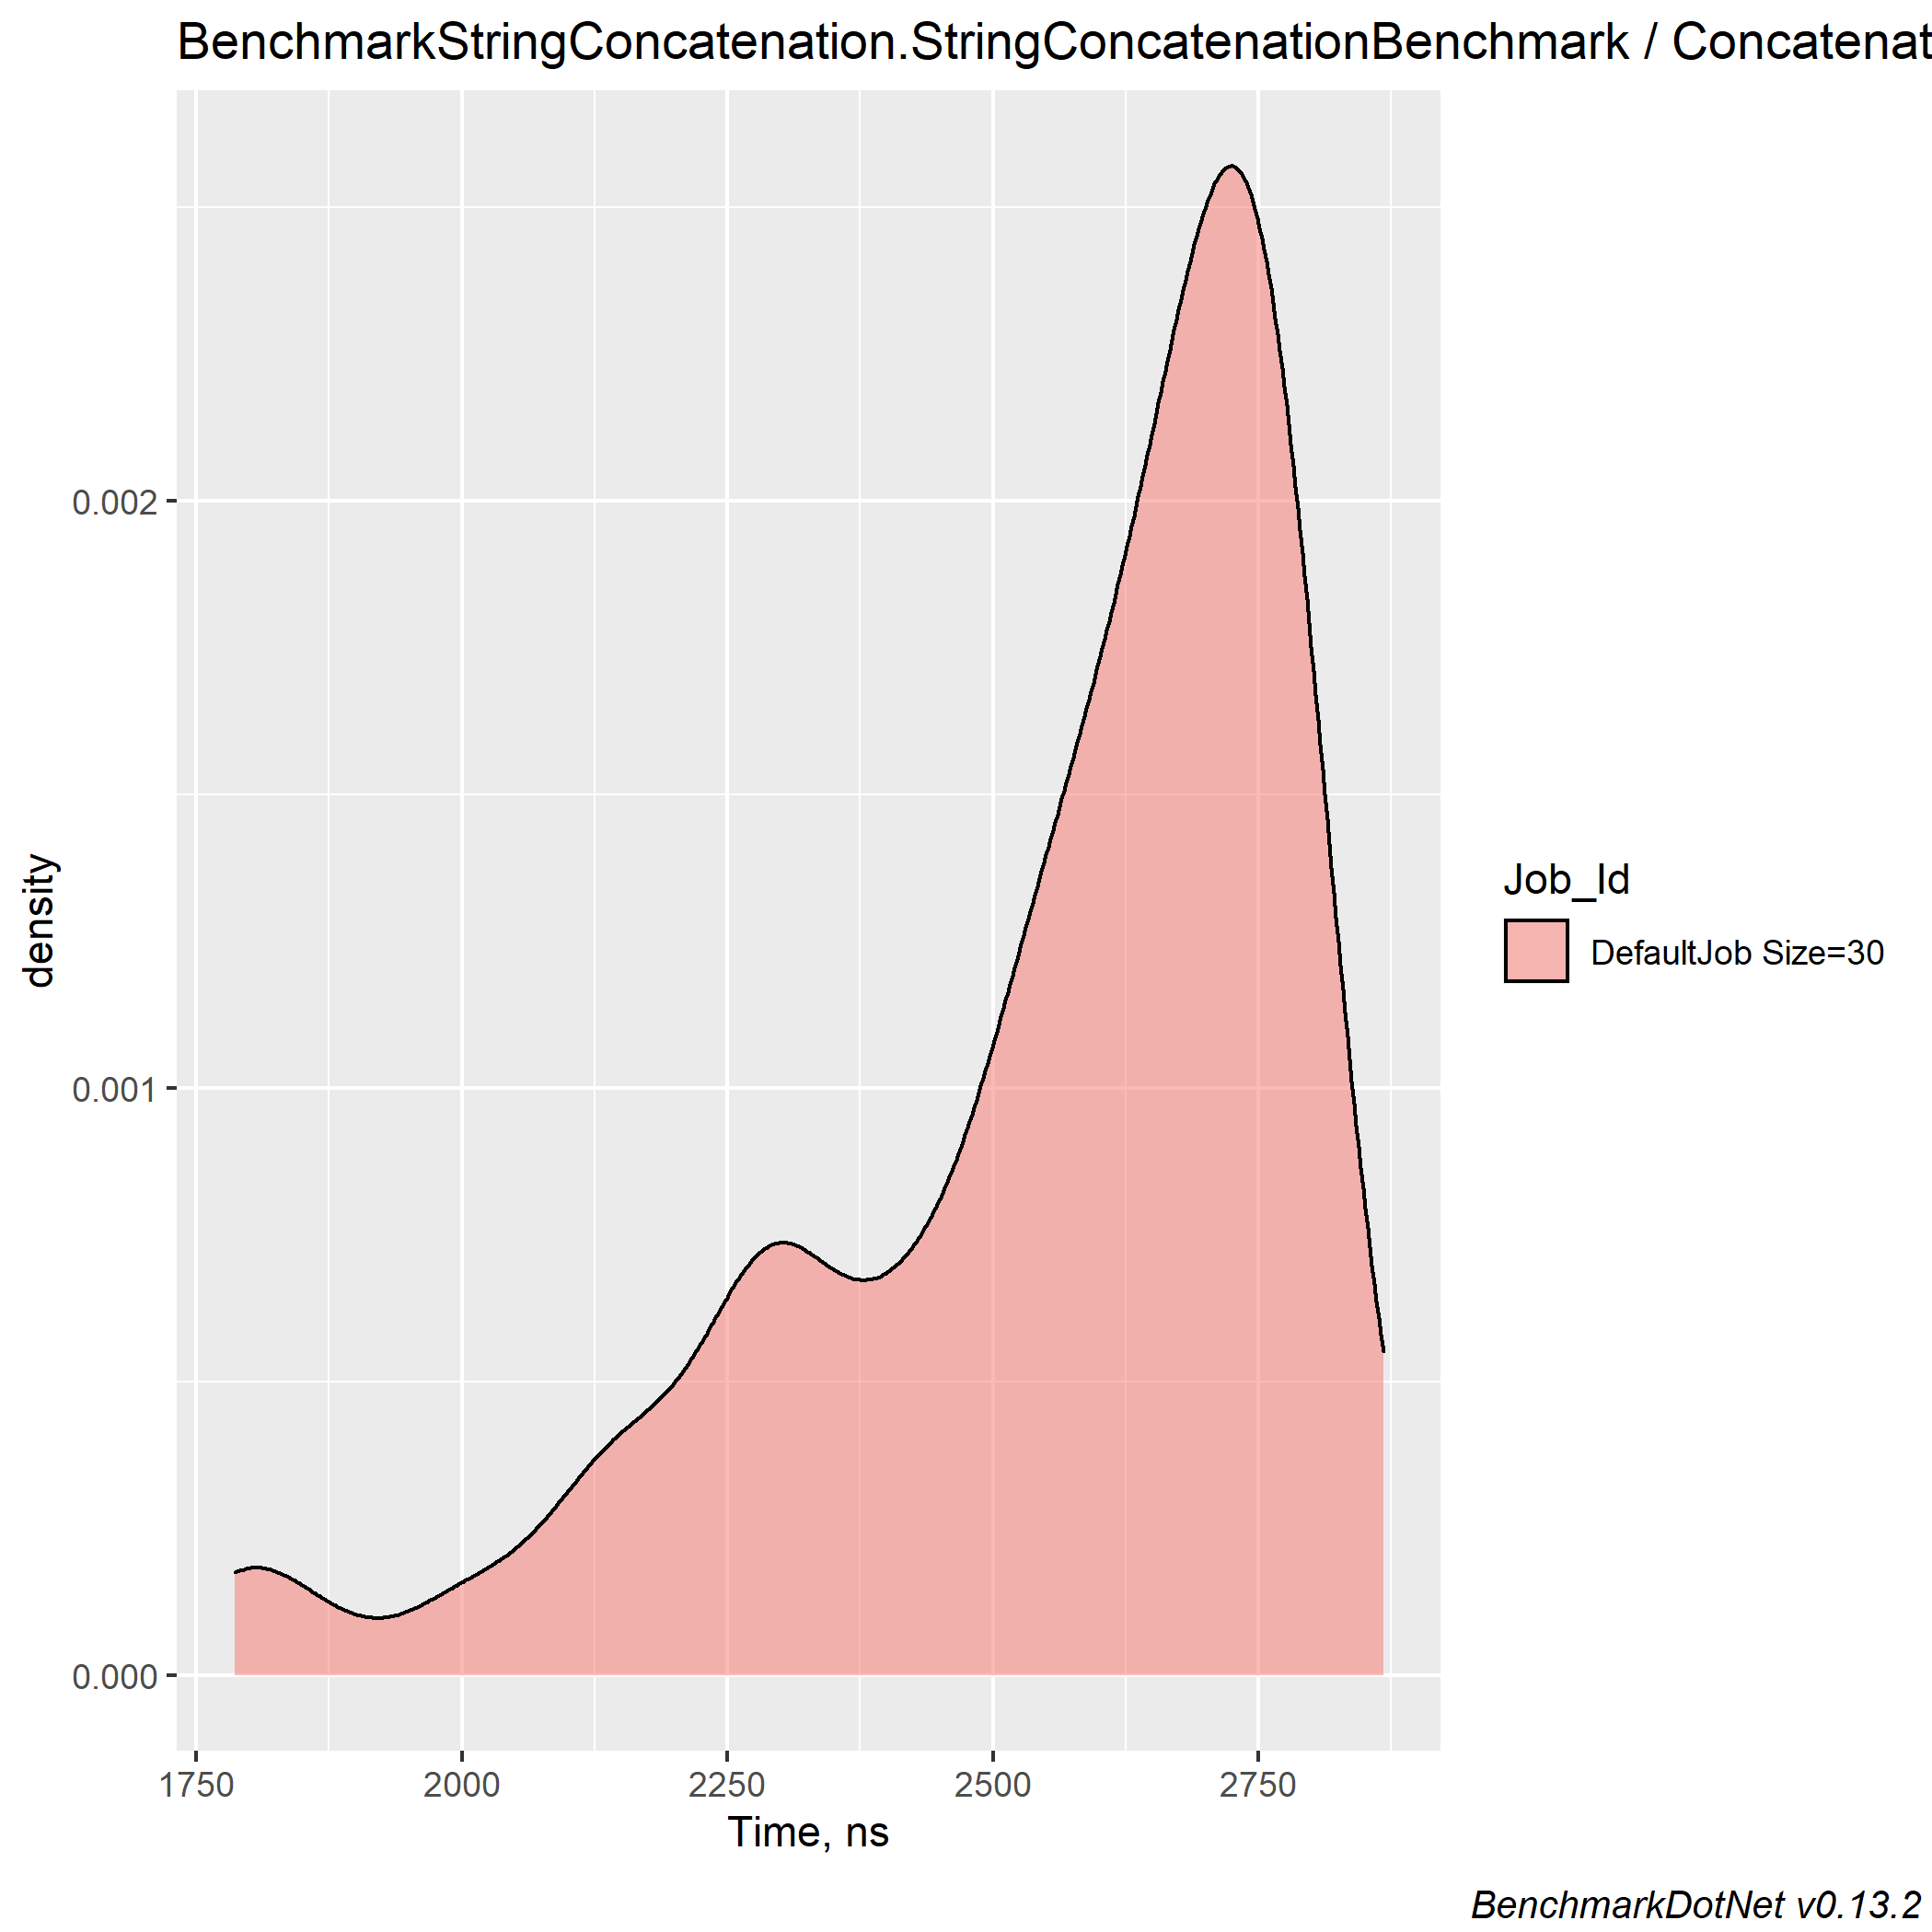 BenchmarkStringConcatenation.StringConcatenationBenchmark / Concatenat
density
0.002
0.001
0.000
1750 2000 2250 2500 2750
Time, ns
Job_Id
DefaultJob Size=30
BenchmarkDotNet v0.13.2